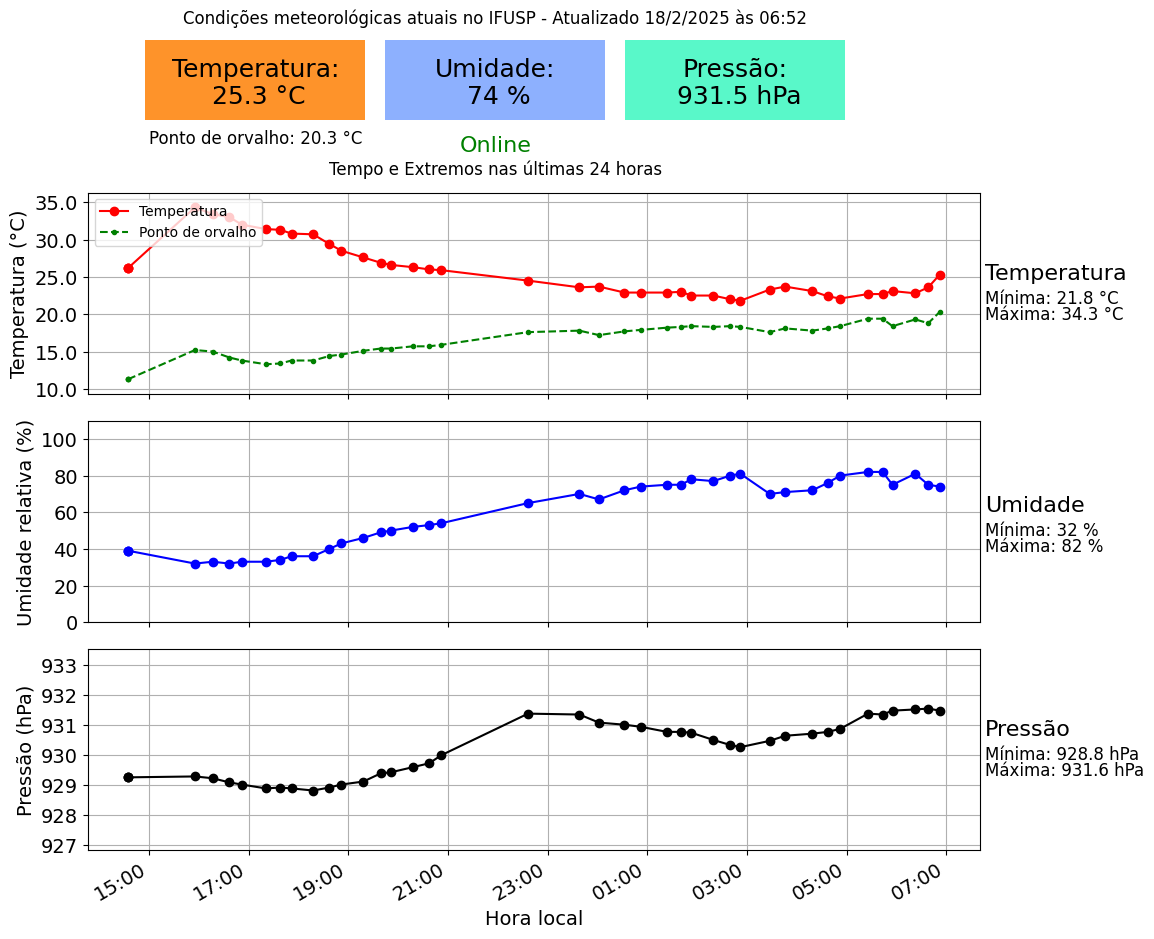 Condições meteorológicas atuais no IFUSP - Atualizado 18/2/2025 às 06:52
Temperatura:
25.3 °C
Umidade:
74 %
Pressão:
931.5 hPa
Ponto de orvalho: 20.3 °C
Online
Tempo e Extremos nas últimas 24 horas
Temperatura (°C)
35.0
30.0
25.0
20.0
15.0
10.0
Temperatura
Ponto de orvalho
Temperatura
Mínima: 21.8 °C
Máxima: 34.3 °C
Umidade relativa (%)
100
80
60
40
20
0
Umidade
Mínima: 32 %
Máxima: 82 %
Pressão (hPa)
933
932
931
930
929
928
927
Pressão
Mínima: 928.8 hPa
Máxima: 931.6 hPa
15:00 17:00 19:00 21:00 23:00 01:00 03:00 05:00 07:00
Hora local